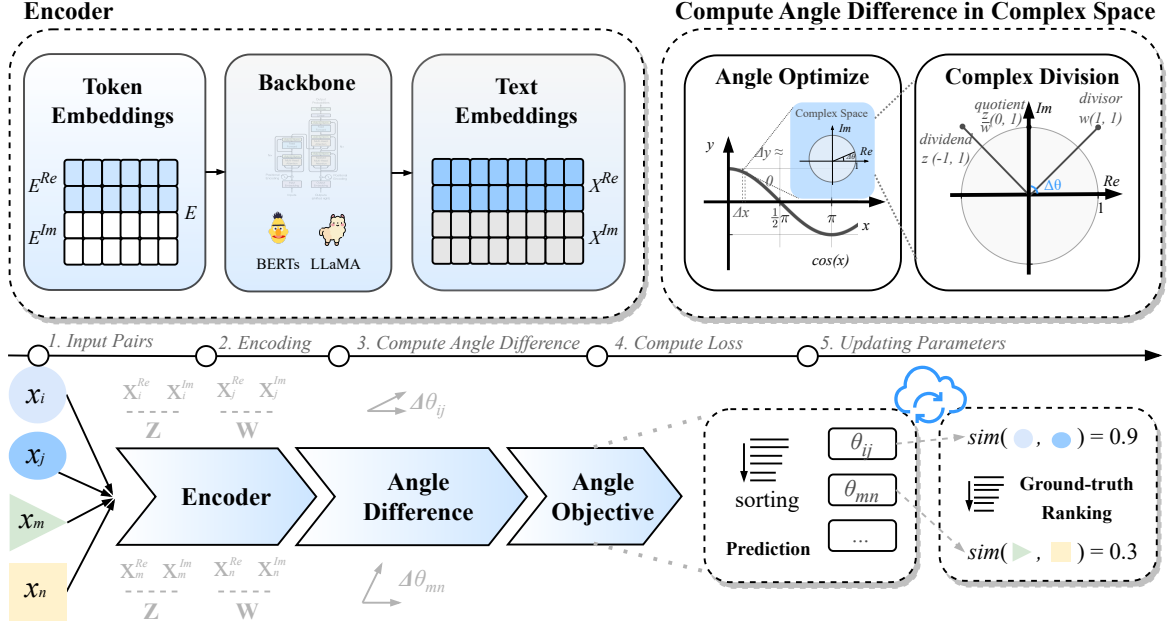 Encoder
Token
Embeddings
E^Re
E^Im
E
Backbone
BERTs
LLaMA
Text
Embeddings
X^Re
X^Im
Compute Angle Difference in Complex Space
Angle Optimize
Complex Space
Im
Re
Δθ
1
y
Δy ≈
0
Δx
1/2 π
π
x
cos(x)
Complex Division
quotient
z/w (0, 1)
Im
divisor
w(1, 1)
dividend
z (-1, 1)
Δθ
Re
1
1. Input Pairs
2. Encoding
3. Compute Angle Difference
4. Compute Loss
5. Updating Parameters
x_i
x_j
x_m
x_n
X_i^Re X_i^Im X_j^Re X_j^Im
Z W
Δθ_ij
Encoder
Angle
Difference
Angle
Objective
X_m^Re X_m^Im X_n^Re X_n^Im
Z W
Δθ_mn
sorting
Prediction
θ_ij
θ_mn
...
sim( , ) = 0.9
Ground-truth
Ranking
sim( , ) = 0.3